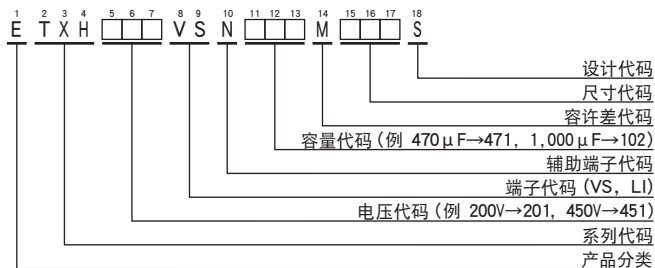 1 2 3 4 5 6 7 8 9 10 11 12 13 14 15 16 17 18
E T X H □□□ V S N □□□ M □□□ S
设计代码
尺寸代码
容许差代码
容量代码 (例 470μF→471, 1,000μF→102)
辅助端子代码
端子代码 (VS, LI)
电压代码 (例 200V→201, 450V→451)
系列代码
产品分类